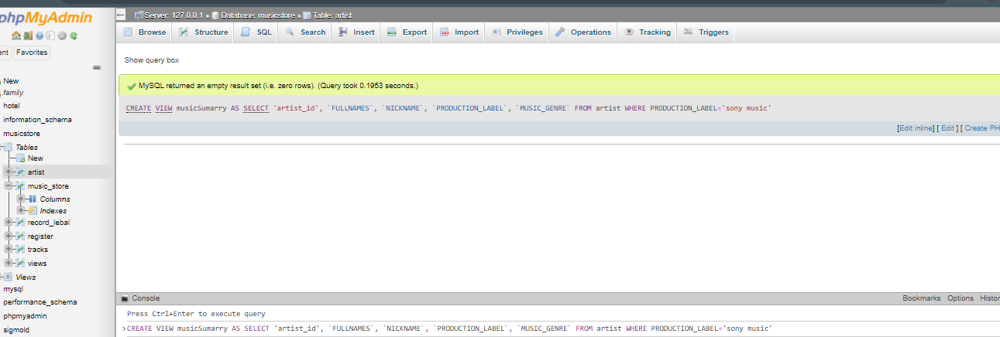 phpMyAdmin
ent Favorites
New
family
hotel
information_schema
musicstore
Tables
New
artist
music_store
Columns
Indexes
record_lebal
register
tracks
views
Views
mysql
performance_schema
phpmyadmin
sigmold
Server: 127.0.0.1 » Database: musicstore » Table: artist
Browse Structure SQL Search Insert Export Import Privileges Operations Tracking Triggers
Show query box
MySQL returned an empty result set (i.e. zero rows). (Query took 0.1953 seconds.)
CREATE VIEW musicSumarry AS SELECT 'artist_id', `FULLNAMES`, `NICKNAME`, `PRODUCTION_LABEL`, `MUSIC_GENRE` FROM artist WHERE PRODUCTION_LABEL='sony music'
[Edit inline] [ Edit ] [ Create PH
Console Bookmarks Options Histor
Press Ctrl+Enter to execute query
>CREATE VIEW musicSumarry AS SELECT 'artist_id', `FULLNAMES`, `NICKNAME`, `PRODUCTION_LABEL`, `MUSIC_GENRE` FROM artist WHERE PRODUCTION_LABEL='sony music'